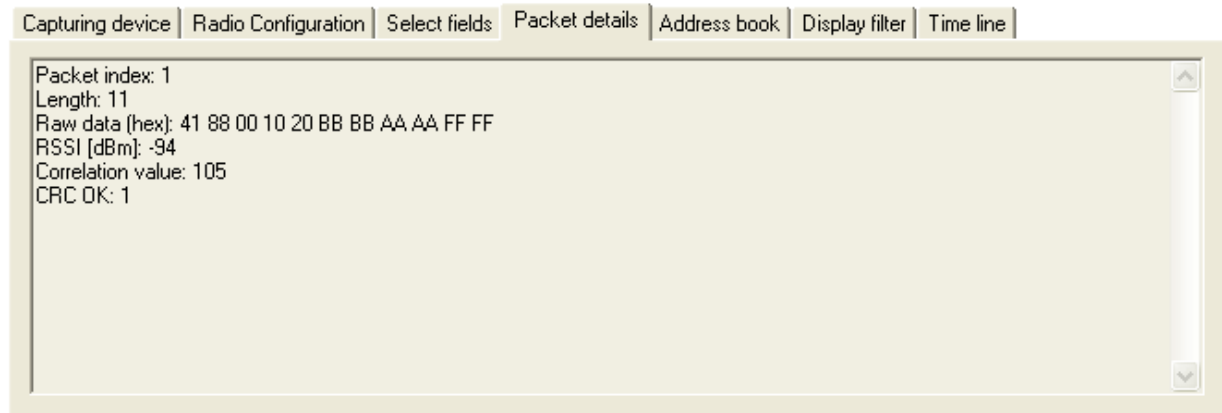 Capturing device Radio Configuration Select fields Packet details Address book Display filter Time line
Packet index: 1
Length: 11
Raw data (hex): 41 88 00 10 20 BB BB AA AA FF FF
RSSI [dBm]: -94
Correlation value: 105
CRC OK: 1